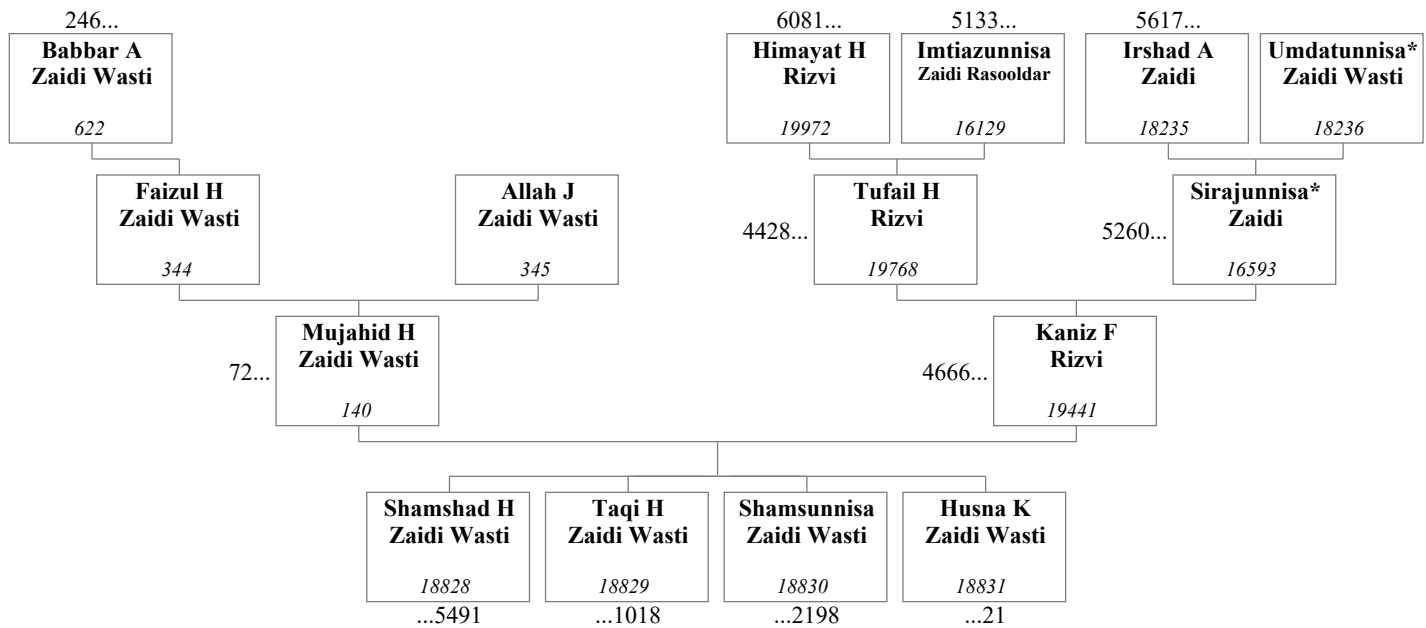 246...
6081...
5133...
5617...
Babbar A
Zaidi Wasti
622
Himayat H
Rizvi
19972
Imtiazunnisa
Zaidi Rasooldar
16129
Irshad A
Zaidi
18235
Umdatunnisa*
Zaidi Wasti
18236
Faizul H
Zaidi Wasti
344
Allah J
Zaidi Wasti
345
4428...
Tufail H
Rizvi
19768
5260...
Sirajunnisa*
Zaidi
16593
72...
Mujahid H
Zaidi Wasti
140
4666...
Kaniz F
Rizvi
19441
Shamshad H
Zaidi Wasti
18828
...5491
Taqi H
Zaidi Wasti
18829
...1018
Shamsunnisa
Zaidi Wasti
18830
...2198
Husna K
Zaidi Wasti
18831
...21